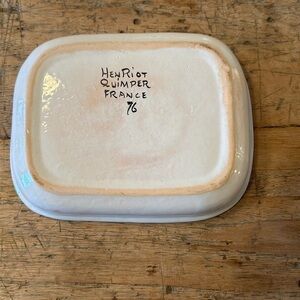 HENRIOT
QUIMPER
FRANCE
76